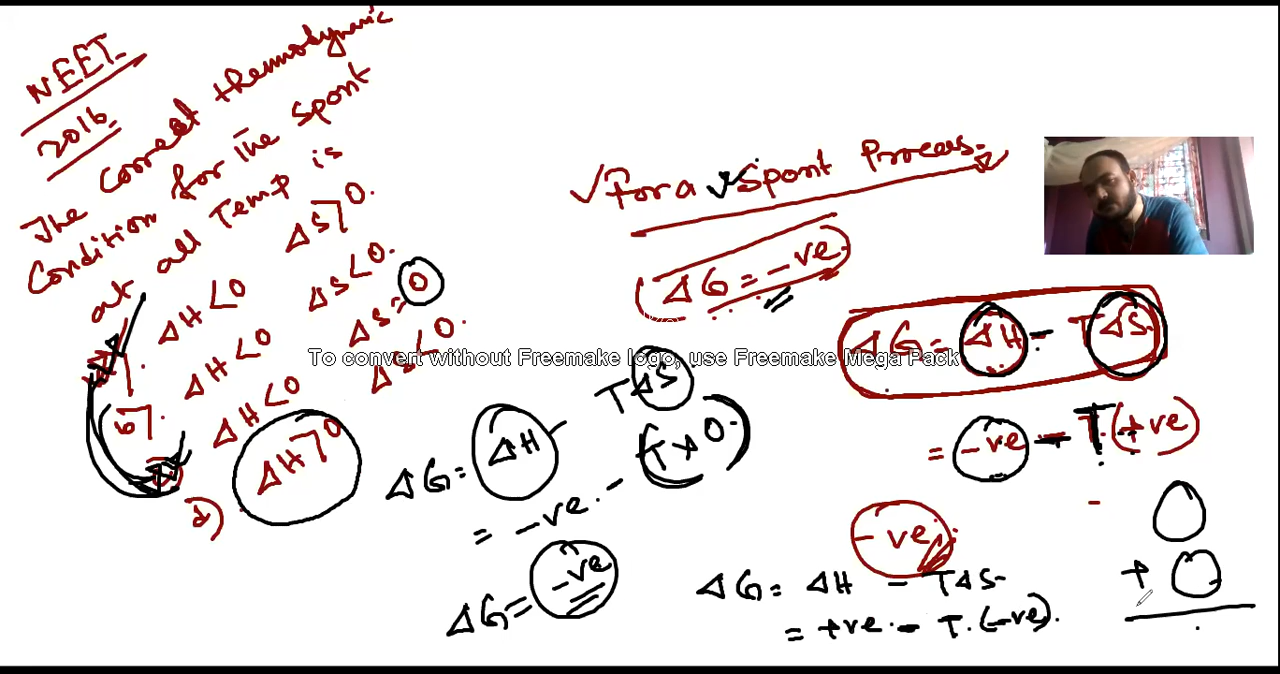 NEET
2016
The Correct thermodynamic
Condition for the spont
at all Temp is
ΔH<0 ΔS>0.
b). ΔH<0 ΔS<0.
ΔH<0 ΔS=0
d) ΔH>0 ΔS<0.
✓ For a Spont Process.
ΔG = -ve.
ΔG = ΔH - TΔS
= -ve - T.(+ve)
-
- ve
To convert without Freemake logo, use Freemake Mega Pack
ΔG = ΔH - TΔS
= -ve. - (T×0.)
ΔG = -ve
ΔG = ΔH - TΔS
= +ve. - T.(-ve).
+